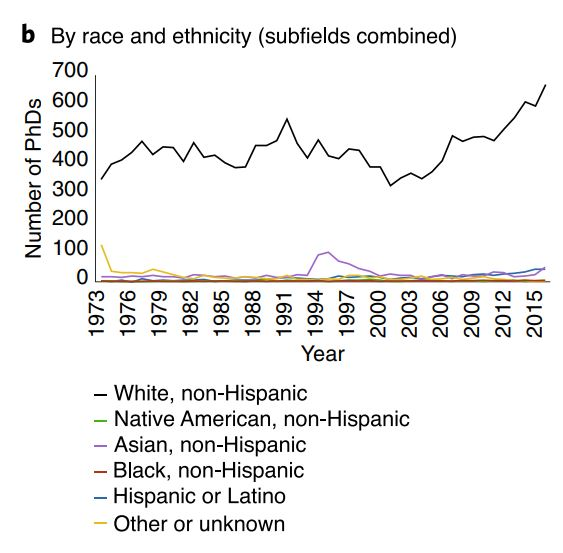 b By race and ethnicity (subfields combined)
700
600
500
400
300
200
100
0
Number of PhDs
1973 1976 1979 1982 1985 1988 1991 1994 1997 2000 2003 2006 2009 2012 2015
Year
White, non-Hispanic
Native American, non-Hispanic
Asian, non-Hispanic
Black, non-Hispanic
Hispanic or Latino
Other or unknown